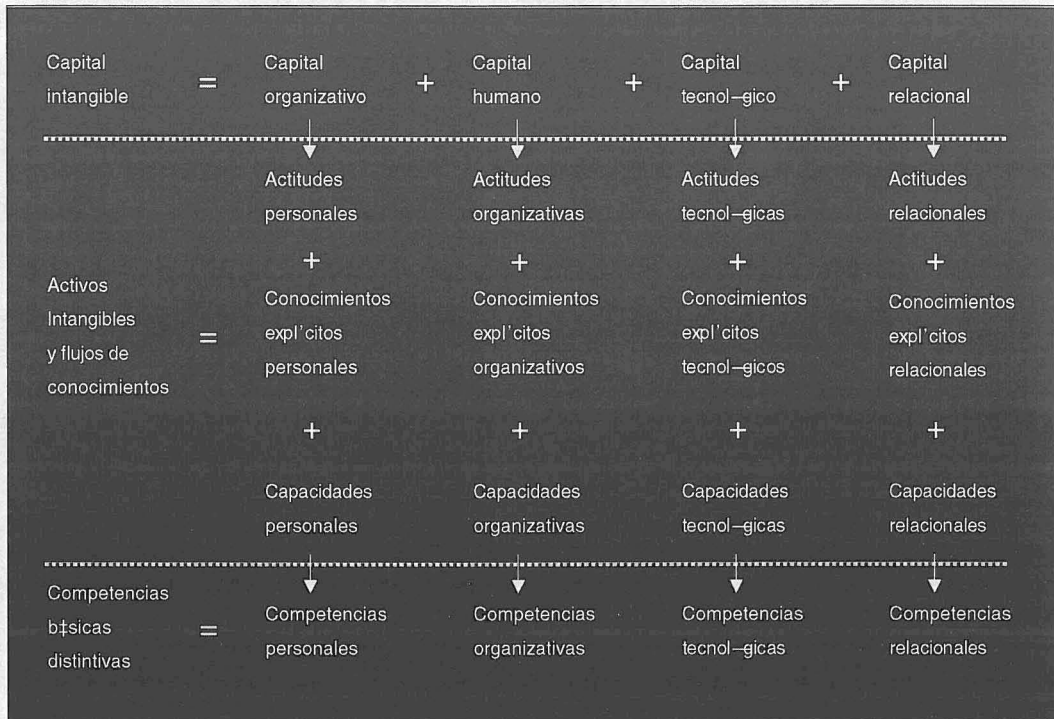 Capital
intangible
=
Capital
organizativo
+
Capital
humano
+
Capital
tecnol—gico
+
Capital
relacional
Actitudes
personales
Actitudes
organizativas
Actitudes
tecnol—gicas
Actitudes
relacionales
+
+
+
+
Activos
Intangibles
y flujos de
conocimientos
=
Conocimientos
expl'citos
personales
Conocimientos
expl'citos
organizativos
Conocimientos
expl'citos
tecnol—gicos
Conocimientos
expl'citos
relacionales
+
+
+
+
Capacidades
personales
Capacidades
organizativas
Capacidades
tecnol—gicas
Capacidades
relacionales
Competencias
b‡sicas
distintivas
=
Competencias
personales
Competencias
organizativas
Competencias
tecnol—gicas
Competencias
relacionales